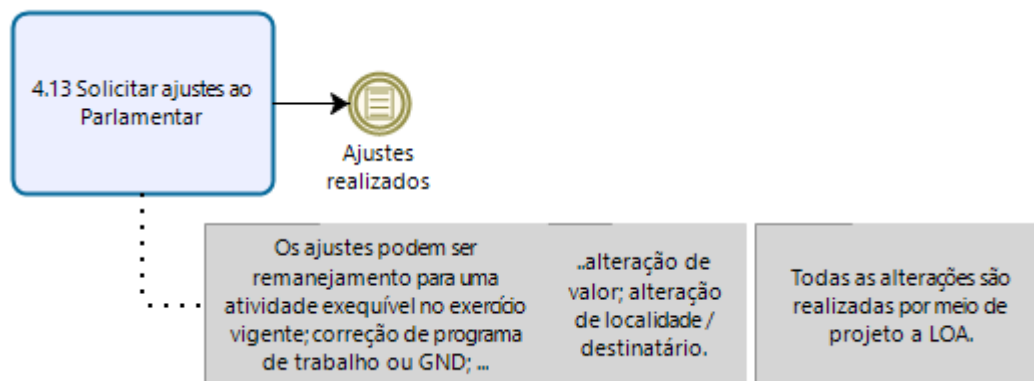 4.13 Solicitar ajustes ao
Parlamentar
Ajustes
realizados
Os ajustes podem ser
remanejamento para uma
atividade exequível no exercício
vigente; correção de programa
de trabalho ou GND; ...
..alteração de
valor; alteração
de localidade /
destinatário.
Todas as alterações são
realizadas por meio de
projeto a LOA.